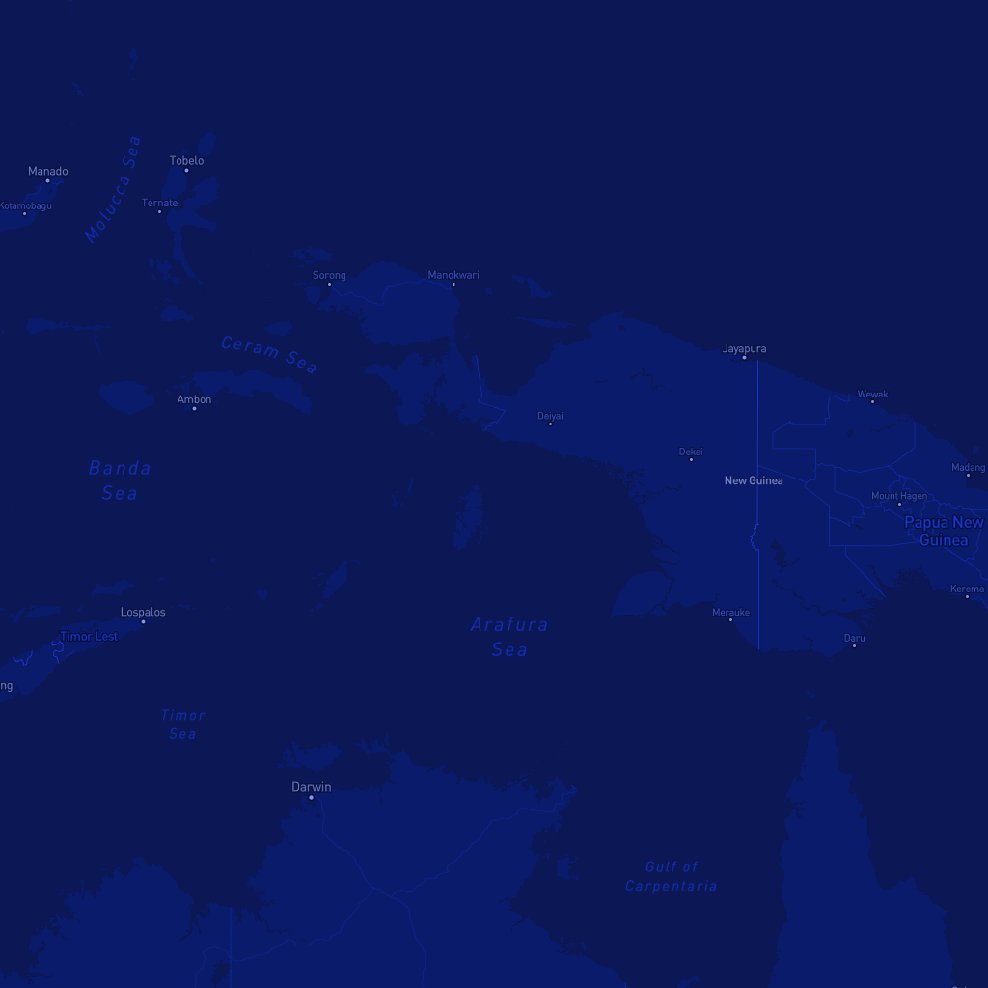 Tobelo
Manado
Molucca Sea
Ternate
Kotamobagu
Sorong
Manokwari
Ceram Sea
Jayapura
Ambon
Wewak
Deiyai
Dekei
Banda
Sea
Madang
New Guinea
Mount Hagen
Papua New
Guinea
Kerema
Lospalos
Merauke
Arafura
Sea
Timor Lest
Daru
ng
Timor
Sea
Darwin
Gulf of
Carpentaria